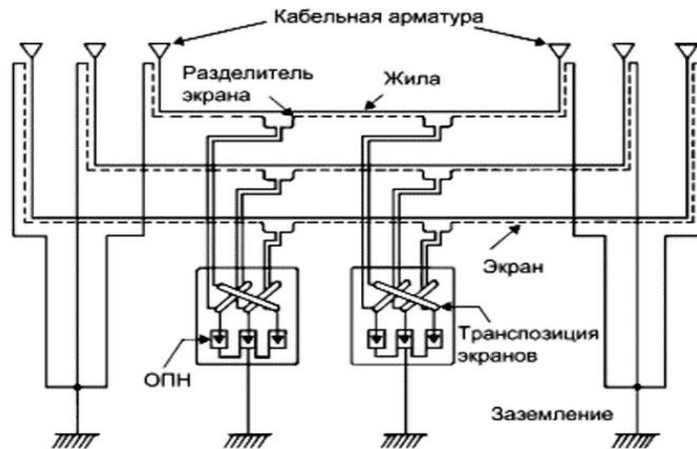 Кабельная арматура
Разделитель
экрана
Жила
Экран
Транспозиция
экранов
ОПН
Заземление